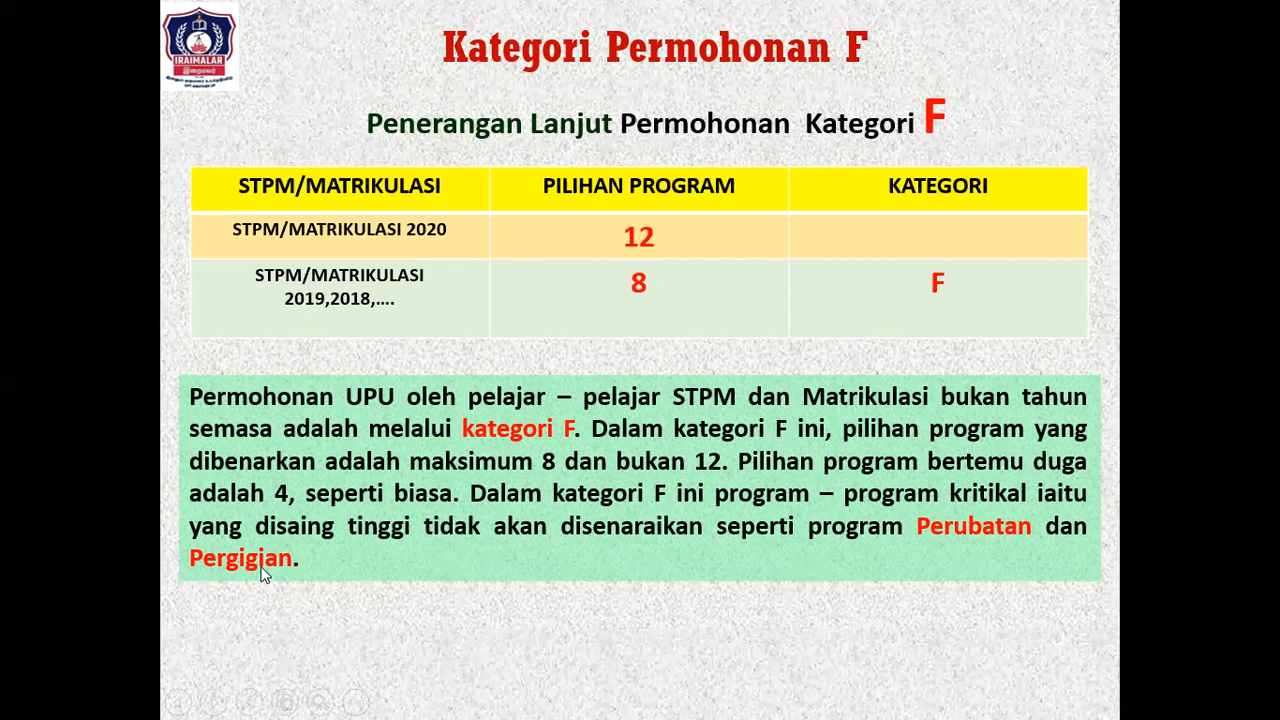 IRAIMALAR
இறைமலர்
Kategori Permohonan F
Penerangan Lanjut Permohonan Kategori F
STPM/MATRIKULASI PILIHAN PROGRAM KATEGORI
STPM/MATRIKULASI 2020 12
STPM/MATRIKULASI 8 F
2019,2018,....
Permohonan UPU oleh pelajar – pelajar STPM dan Matrikulasi bukan tahun
semasa adalah melalui kategori F. Dalam kategori F ini, pilihan program yang
dibenarkan adalah maksimum 8 dan bukan 12. Pilihan program bertemu duga
adalah 4, seperti biasa. Dalam kategori F ini program – program kritikal iaitu
yang disaing tinggi tidak akan disenaraikan seperti program Perubatan dan
Pergigian.